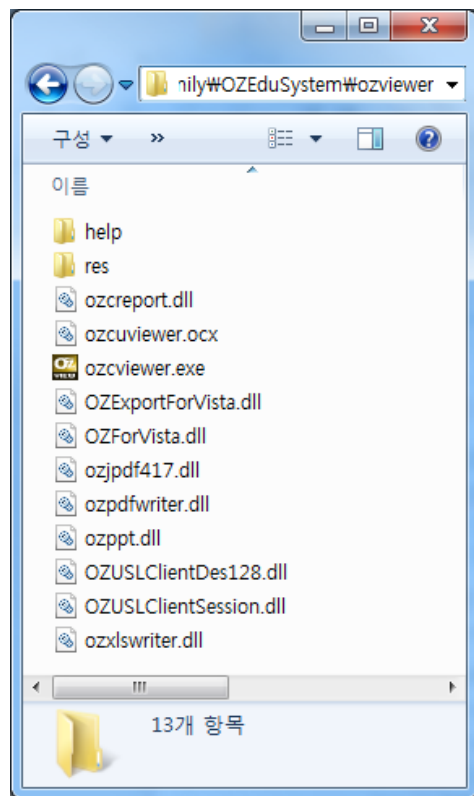 nily₩OZEduSystem₩ozviewer
구성 »
이름
help
res
ozcreport.dll
ozcuviewer.ocx
ozcviewer.exe
OZExportForVista.dll
OZForVista.dll
ozjpdf417.dll
ozpdfwriter.dll
ozppt.dll
OZUSLClientDes128.dll
OZUSLClientSession.dll
ozxlswriter.dll
13개 항목